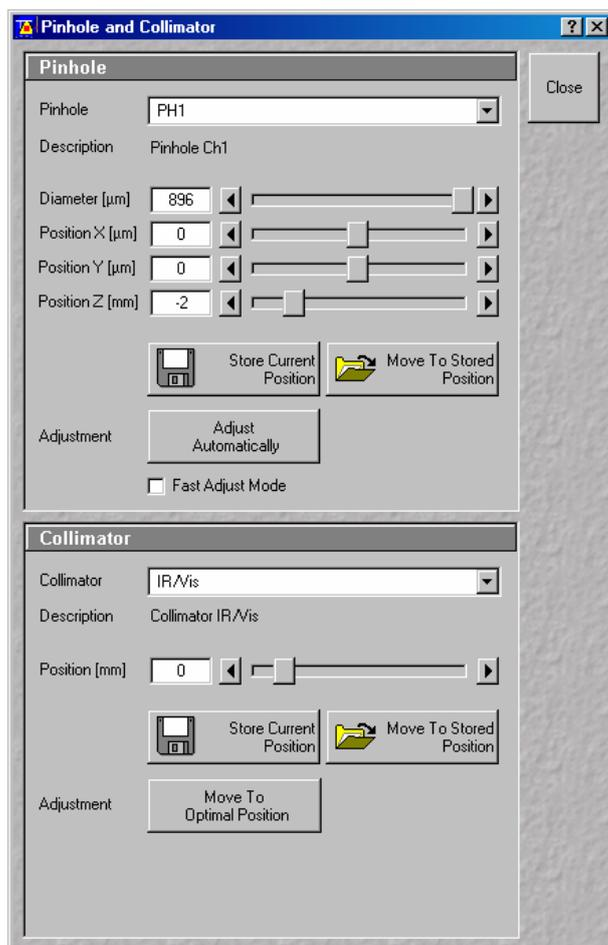 Pinhole and Collimator
Pinhole
Close
Pinhole PH1
Description Pinhole Ch1
Diameter [µm] 896
Position X [µm] 0
Position Y [µm] 0
Position Z [mm] -2
Store Current Position
Move To Stored Position
Adjustment
Adjust Automatically
Fast Adjust Mode
Collimator
Collimator IR/Vis
Description Collimator IR/Vis
Position [mm] 0
Store Current Position
Move To Stored Position
Adjustment
Move To Optimal Position